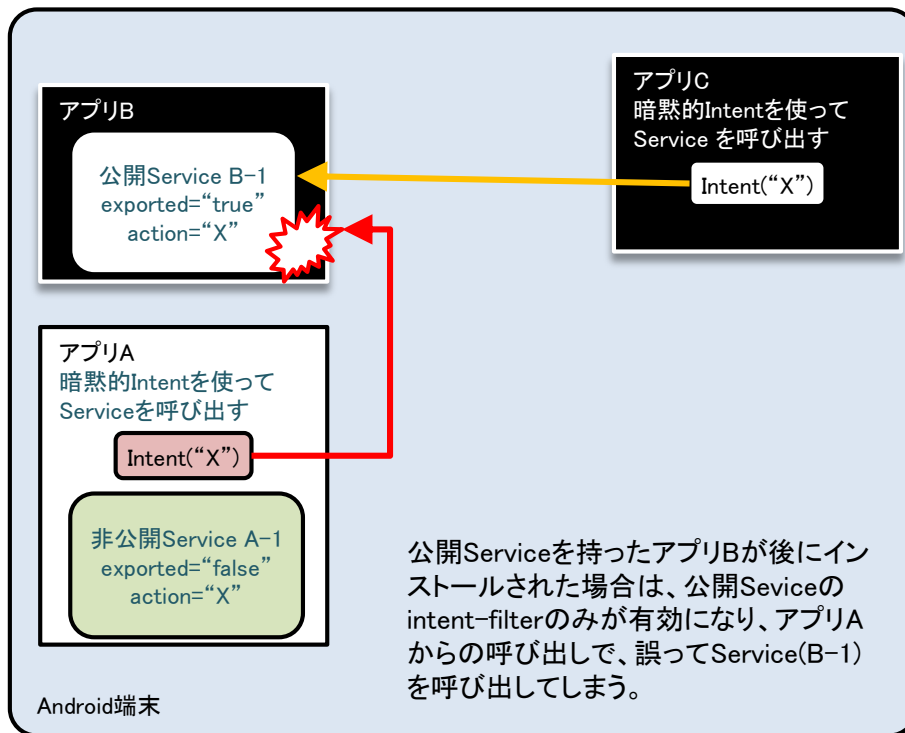 アプリB
公開Service B-1
exported=“true”
action=“X”
アプリC
暗黙的Intentを使って
Service を呼び出す
Intent(“X”)
アプリA
暗黙的Intentを使って
Serviceを呼び出す
Intent(“X”)
非公開Service A-1
exported=“false”
action=“X”
公開Serviceを持ったアプリBが後にイン
ストールされた場合は、公開Seviceの
intent-filterのみが有効になり、アプリA
からの呼び出しで、誤ってService(B-1)
を呼び出してしまう。
Android端末